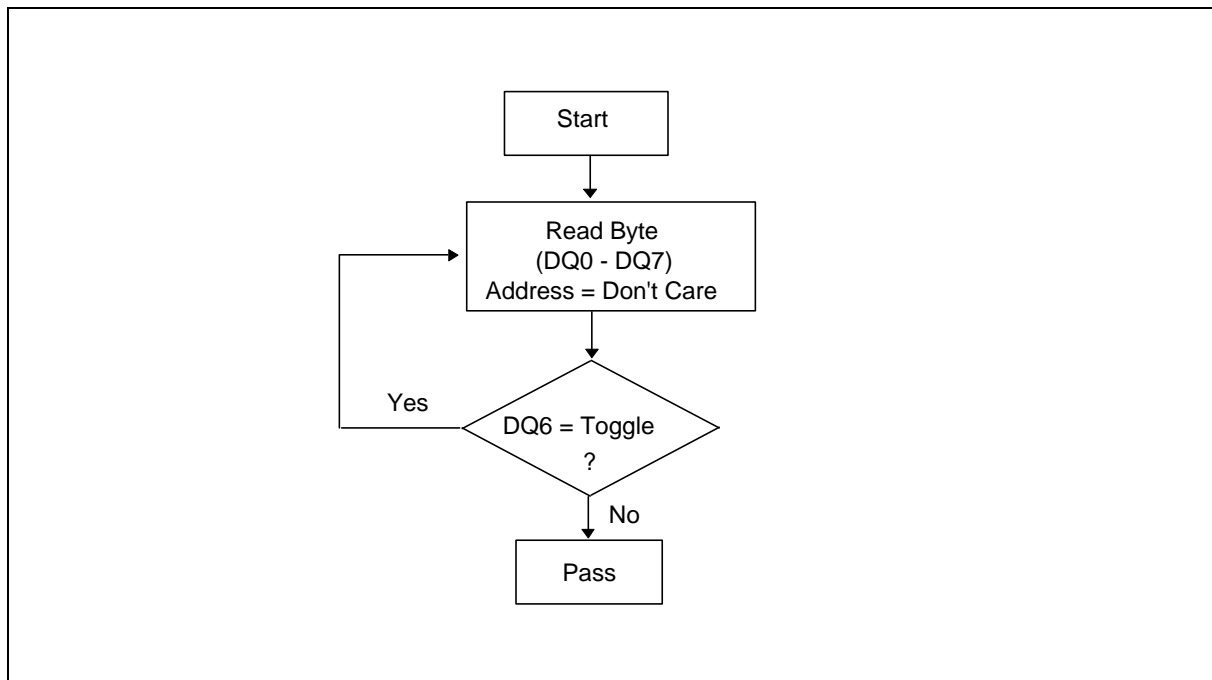 Start
Read Byte
(DQ0 - DQ7)
Address = Don't Care
Yes
DQ6 = Toggle
?
No
Pass